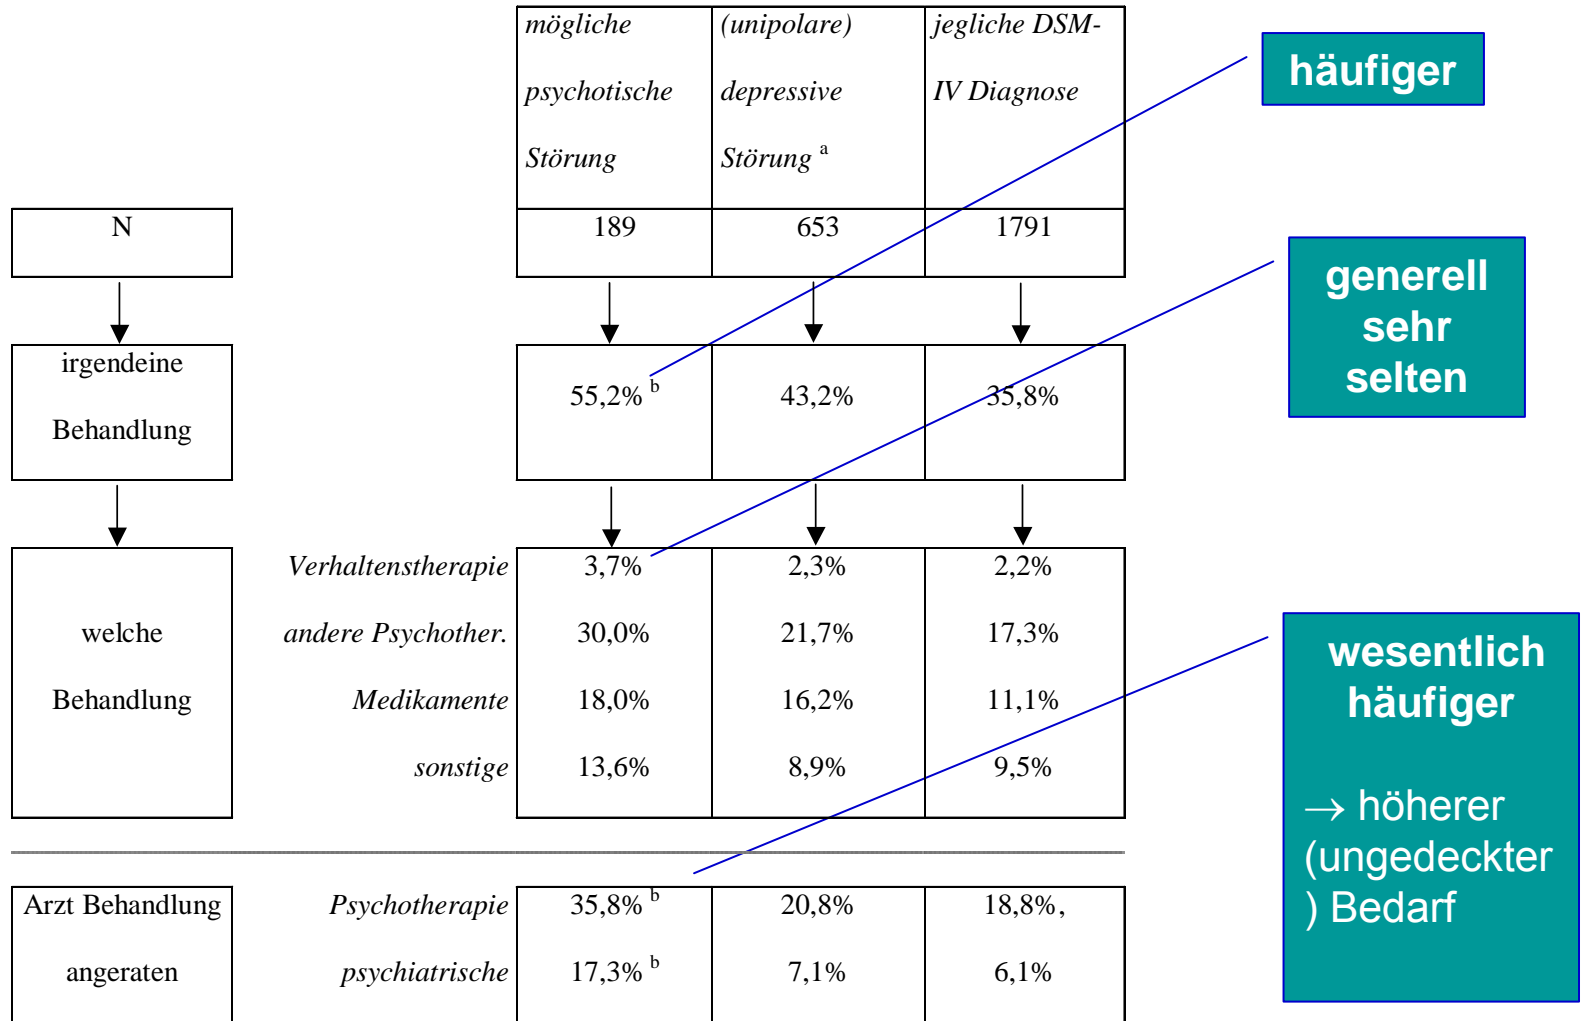 mögliche (unipolare) jegliche DSM-
psychotische depressive IV Diagnose
Störung Störung a
häufiger
N 189 653 1791
generell
sehr
selten
irgendeine
Behandlung
55,2% b 43,2% 35,8%
Verhaltenstherapie 3,7% 2,3% 2,2%
welche andere Psychother. 30,0% 21,7% 17,3%
Behandlung Medikamente 18,0% 16,2% 11,1%
sonstige 13,6% 8,9% 9,5%
wesentlich
häufiger
→ höherer
(ungedeckter
) Bedarf
Arzt Behandlung Psychotherapie 35,8% b 20,8% 18,8%,
angeraten psychiatrische 17,3% b 7,1% 6,1%